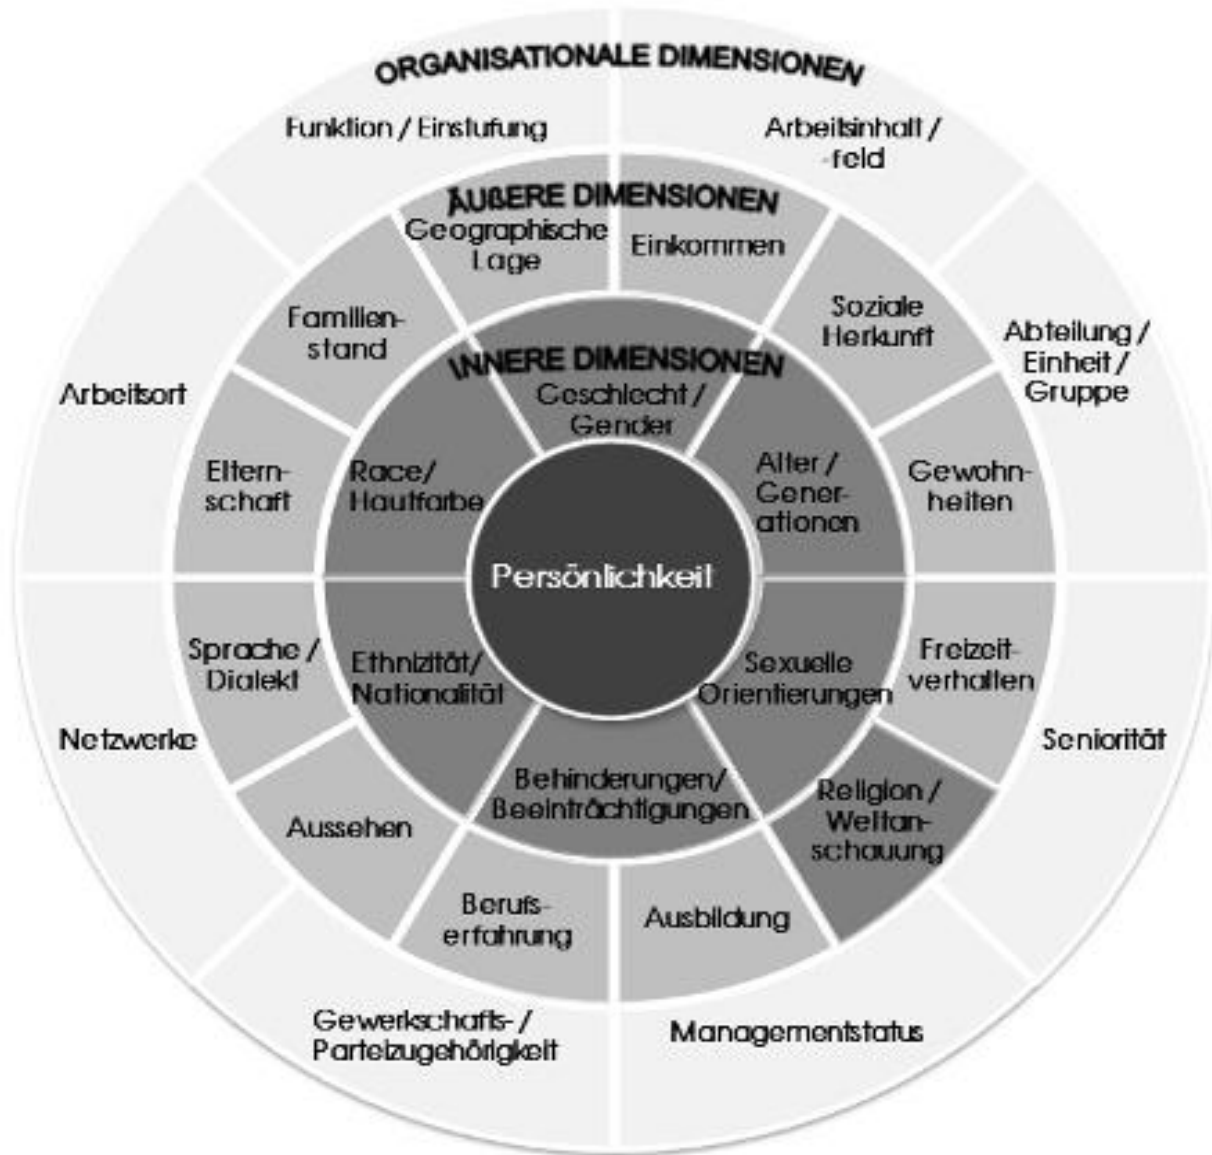 ORGANISATIONALE DIMENSIONEN
Funktion / Einstufung
Arbeitsinhalt /
-feld
Abteilung /
Einheit /
Gruppe
Seniorität
Managementstatus
Gewerkschafts- /
Parteizugehörigkeit
Netzwerke
Arbeitsort
ÄUßERE DIMENSIONEN
Geographische
Lage
Einkommen
Soziale
Herkunft
Gewohn-
heiten
Freizeit-
verhalten
Religion /
Weltan-
schauung
Ausbildung
Berufs-
erfahrung
Aussehen
Sprache /
Dialekt
Eltern-
schaft
Familien-
stand
INNERE DIMENSIONEN
Geschlecht /
Gender
Alter /
Gener-
ationen
Sexuelle
Orientierungen
Behinderungen/
Beeinträchtigungen
Ethnizität/
Nationalität
Race/
Hautfarbe
Persönlichkeit